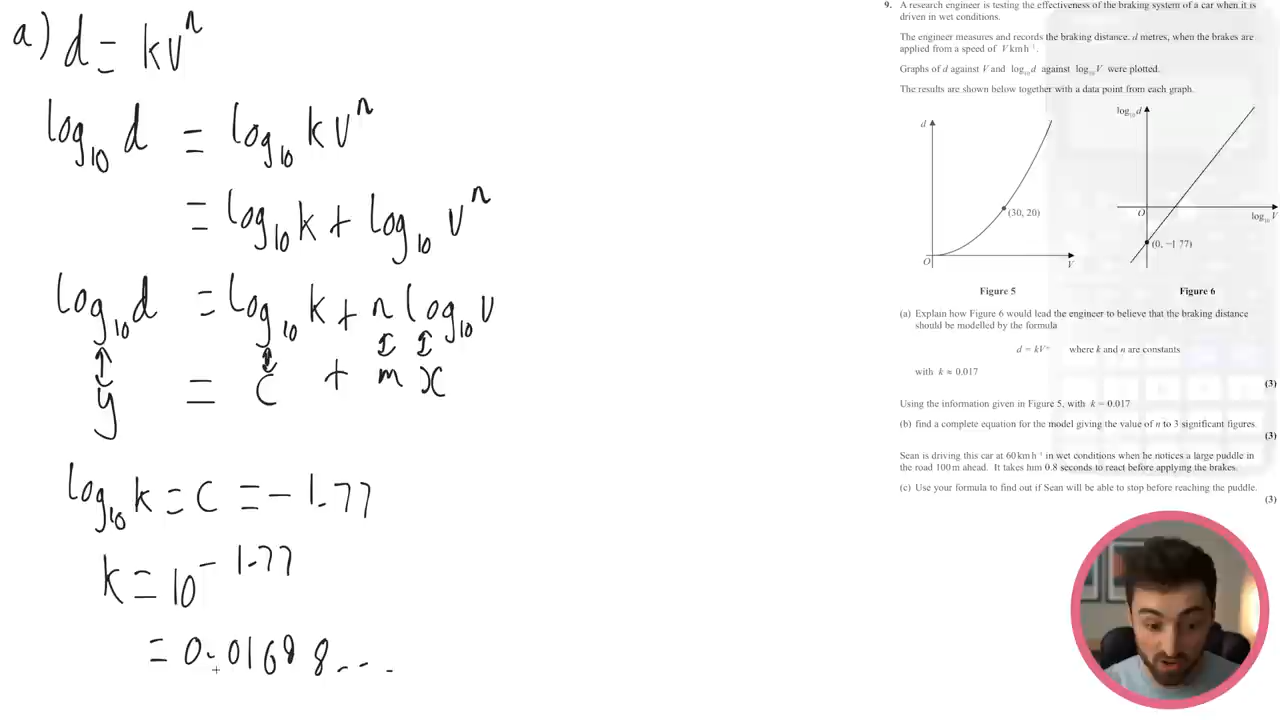 a) d = kv^n
log₁₀ d = log₁₀ kv^n
= log₁₀ k + log₁₀ v^n
log₁₀ d = log₁₀ k + n log₁₀ v
↕ ↕ ↕ ↕
y = c + m x
log₁₀ k = c = -1.77
k = 10^-1.77
= 0.01698...
9. A research engineer is testing the effectiveness of the braking system of a car when it is
driven in wet conditions.
The engineer measures and records the braking distance, d metres, when the brakes are
applied from a speed of V km h⁻¹.
Graphs of d against V and log₁₀ d against log₁₀ V were plotted.
The results are shown below together with a data point from each graph.
d
(30, 20)
O
V
Figure 5
log₁₀ d
O
log₁₀ V
(0, −1.77)
Figure 6
(a) Explain how Figure 6 would lead the engineer to believe that the braking distance
should be modelled by the formula
d = kVⁿ where k and n are constants
with k ≈ 0.017
(3)
Using the information given in Figure 5, with k = 0.017
(b) find a complete equation for the model giving the value of n to 3 significant figures.
(3)
Sean is driving this car at 60 km h⁻¹ in wet conditions when he notices a large puddle in
the road 100 m ahead. It takes him 0.8 seconds to react before applying the brakes.
(c) Use your formula to find out if Sean will be able to stop before reaching the puddle.
(3)